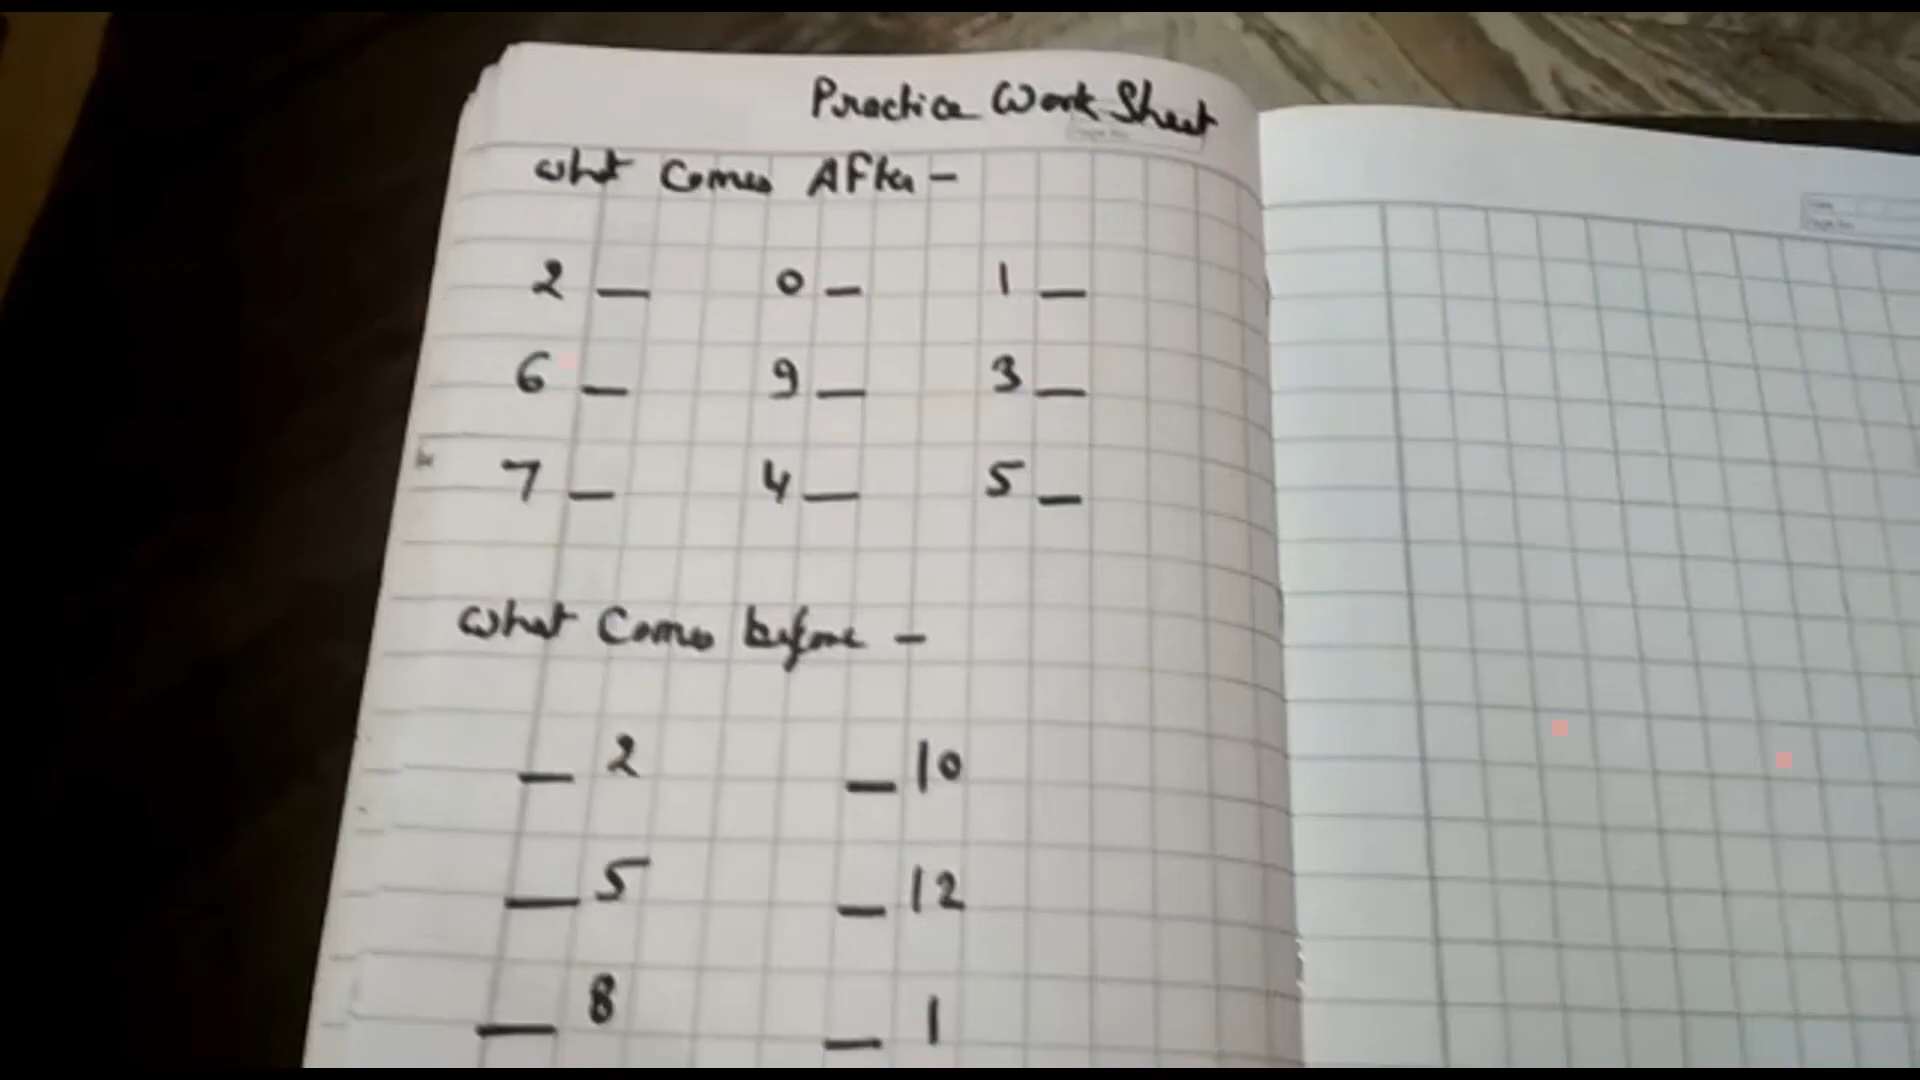 Practice Work Sheet
What Comes After -
2 _ 0 _ 1 _
6 _ 9 _ 3 _
7 _ 4 _ 5 _
What Comes before -
_ 2 _ 10
_ 5 _ 12
_ 8 _ 1